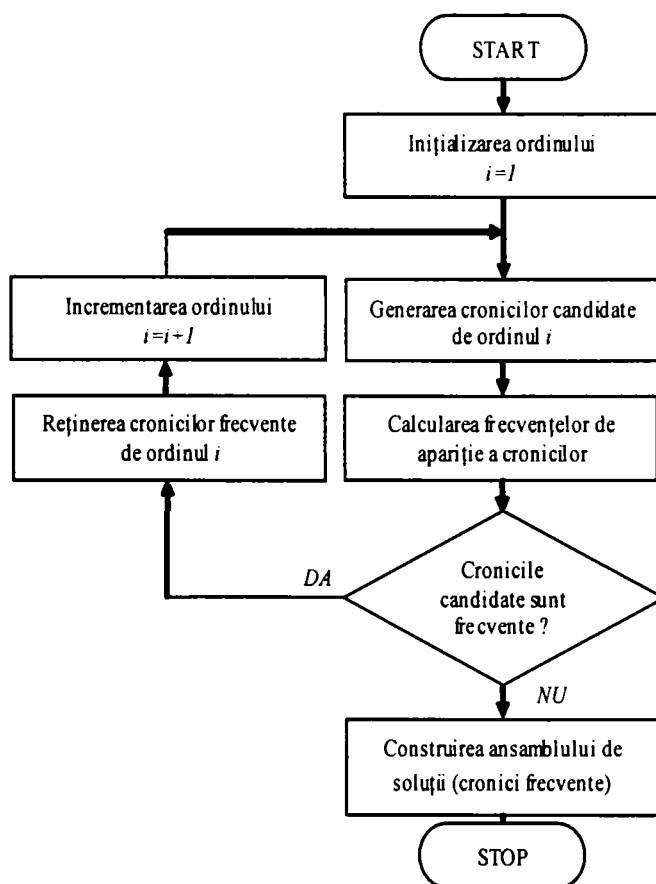 START
Inițializarea ordinului
i=1
Incrementarea ordinului
i=i+1
Generarea cronicilor candidate
de ordinul i
Reținerea cronicilor frecvente
de ordinul i
Calcularea frecvențelor de
apariție a cronicilor
DA
Cronicile
candidate sunt
frecvente ?
NU
Construirea ansamblului de
soluții (cronici frecvente)
STOP